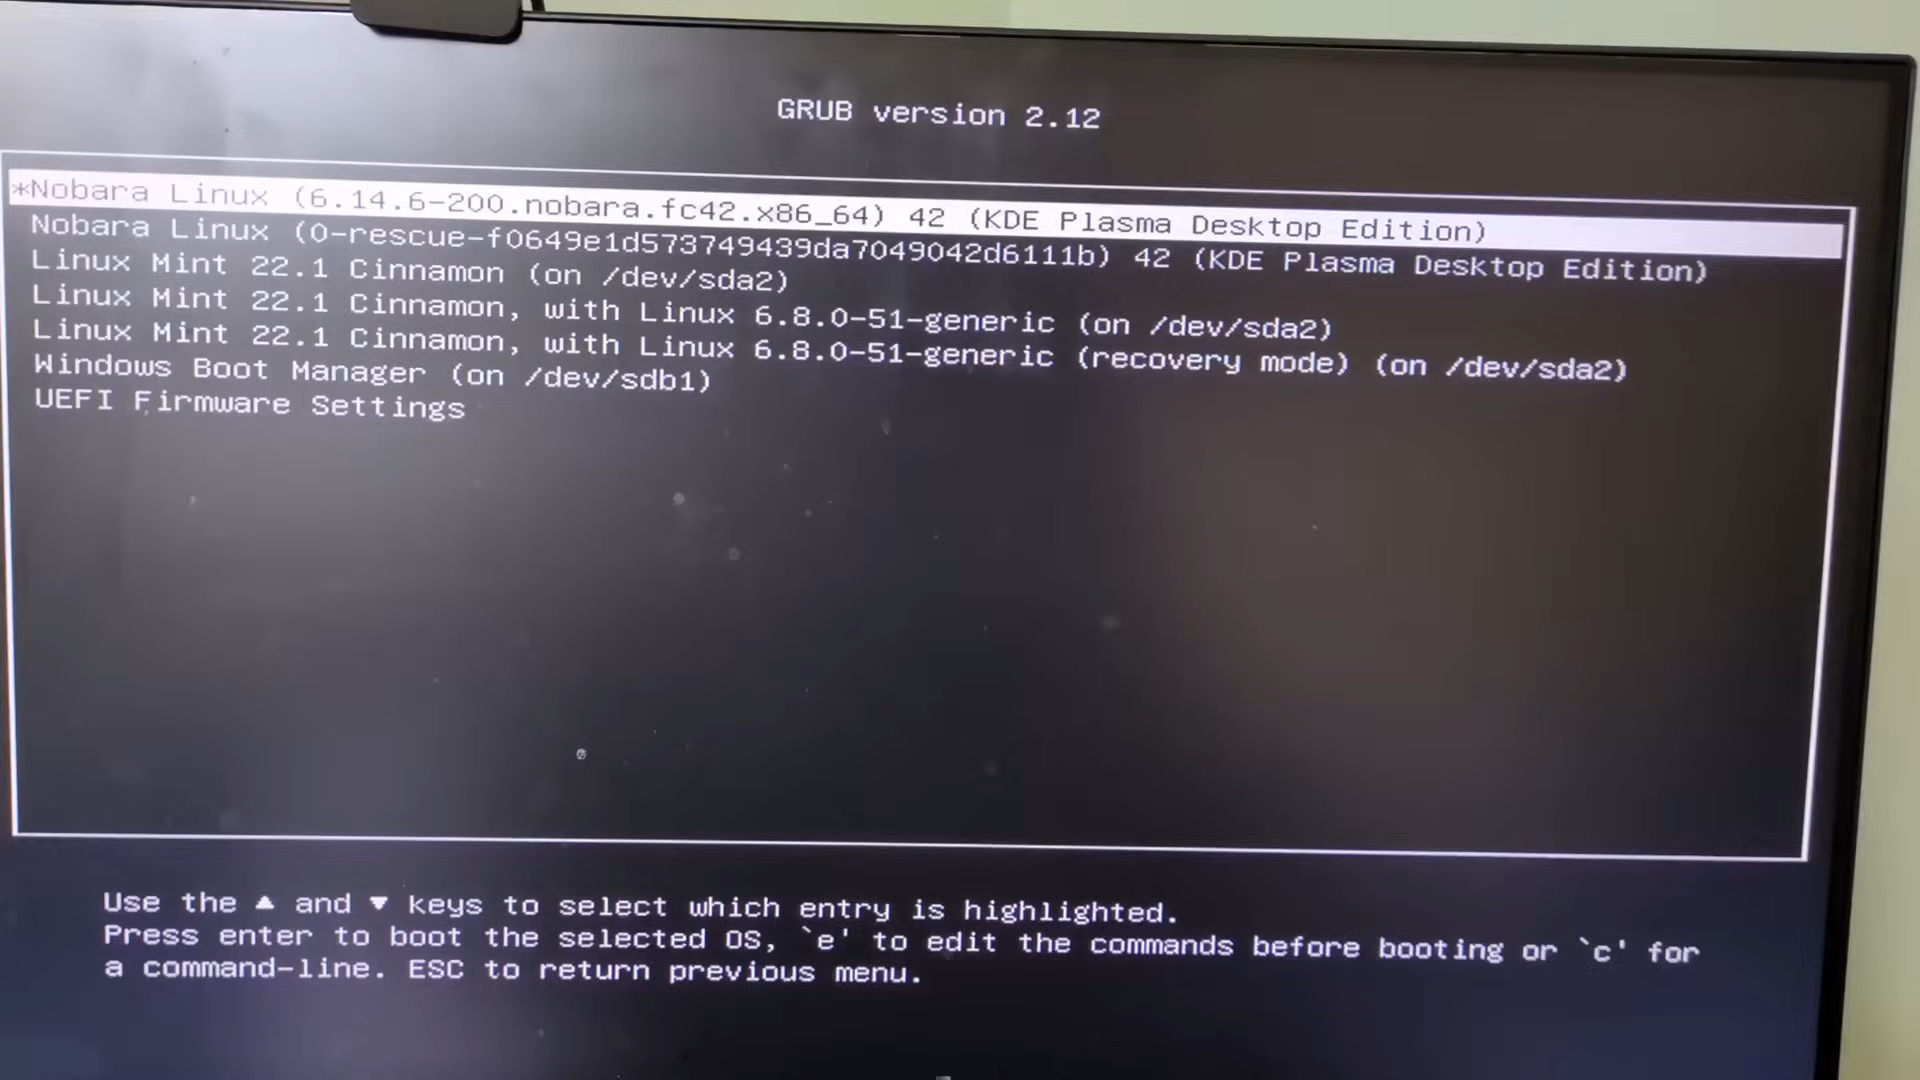 GRUB version 2.12
*Nobara Linux (6.14.6-200.nobara.fc42.x86_64) 42 (KDE Plasma Desktop Edition)
Nobara Linux (0-rescue-f0649e1d573749439da7049042d6111b) 42 (KDE Plasma Desktop Edition)
Linux Mint 22.1 Cinnamon (on /dev/sda2)
Linux Mint 22.1 Cinnamon, with Linux 6.8.0-51-generic (on /dev/sda2)
Linux Mint 22.1 Cinnamon, with Linux 6.8.0-51-generic (recovery mode) (on /dev/sda2)
Windows Boot Manager (on /dev/sdb1)
UEFI Firmware Settings
Use the ▲ and ▼ keys to select which entry is highlighted.
Press enter to boot the selected OS, `e' to edit the commands before booting or `c' for
a command-line. ESC to return previous menu.